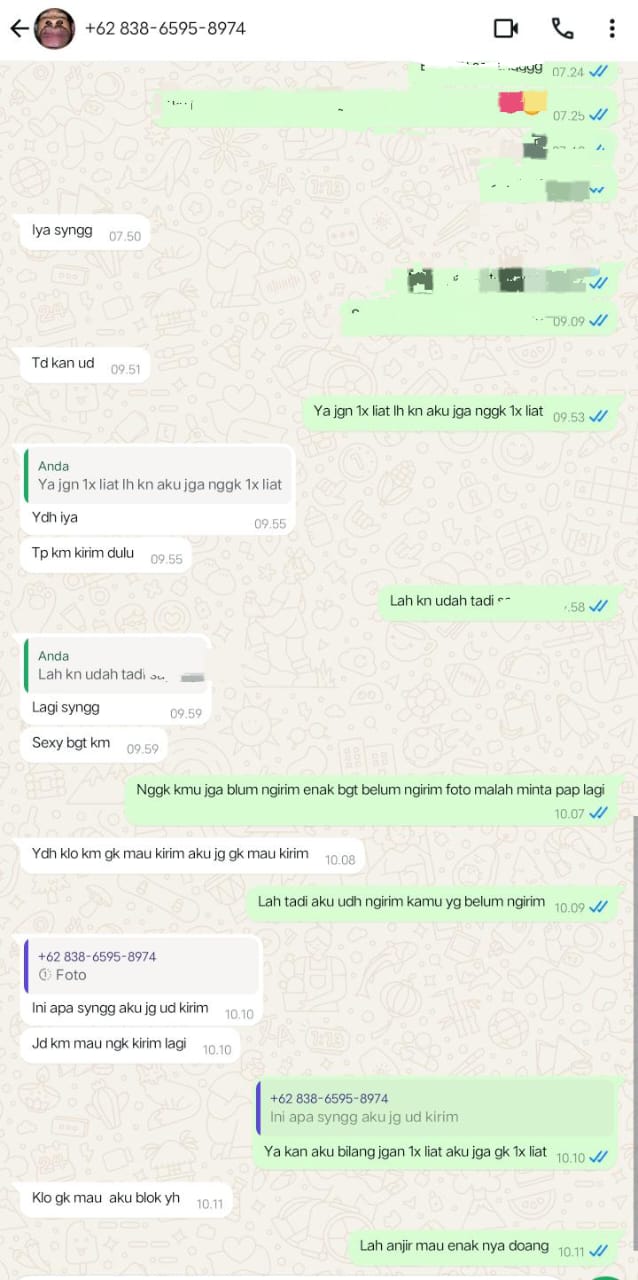 +62 838-6595-8974
07.24
07.25
Iya syngg 07.50
09.09
Td kan ud 09.51
Ya jgn 1x liat lh kn aku jga nggk 1x liat 09.53
Anda
Ya jgn 1x liat lh kn aku jga nggk 1x liat
Ydh iya 09.55
Tp km kirim dulu 09.55
Lah kn udah tadi .58
Anda
Lah kn udah tadi
Lagi syngg 09.59
Sexy bgt km 09.59
Nggk kmu jga blum ngirim enak bgt belum ngirim foto malah minta pap lagi
10.07
Ydh klo km gk mau kirim aku jg gk mau kirim 10.08
Lah tadi aku udh ngirim kamu yg belum ngirim 10.09
+62 838-6595-8974
Foto
Ini apa syngg aku jg ud kirim 10.10
Jd km mau ngk kirim lagi 10.10
+62 838-6595-8974
Ini apa syngg aku jg ud kirim
Ya kan aku bilang jgan 1x liat aku jga gk 1x liat 10.10
Klo gk mau aku blok yh 10.11
Lah anjir mau enak nya doang 10.11